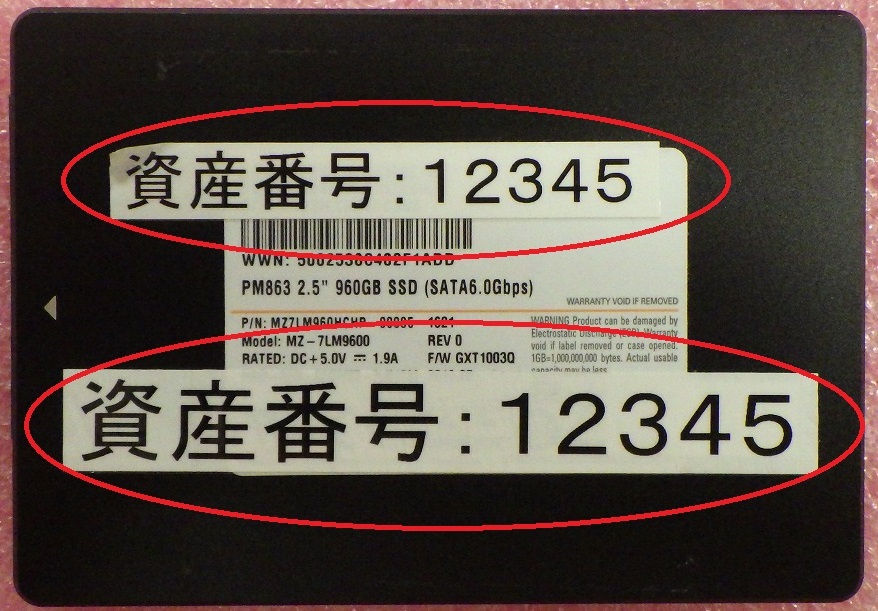 資産番号:12345
WWN:
PM863 2.5" 960GB SSD (SATA6.0Gbps)
WARRANTY VOID IF REMOVED
P/N:
Model: MZ-7LM9600 REV 0
RATED: DC+5.0V ⎓ 1.9A F/W GXT1003Q
WARNING Product can be damaged by
Electrostatic Discharge (ESD). Warranty
void if label removed or case opened.
1GB=1,000,000,000 bytes. Actual usable
capacity may be less.
資産番号:12345